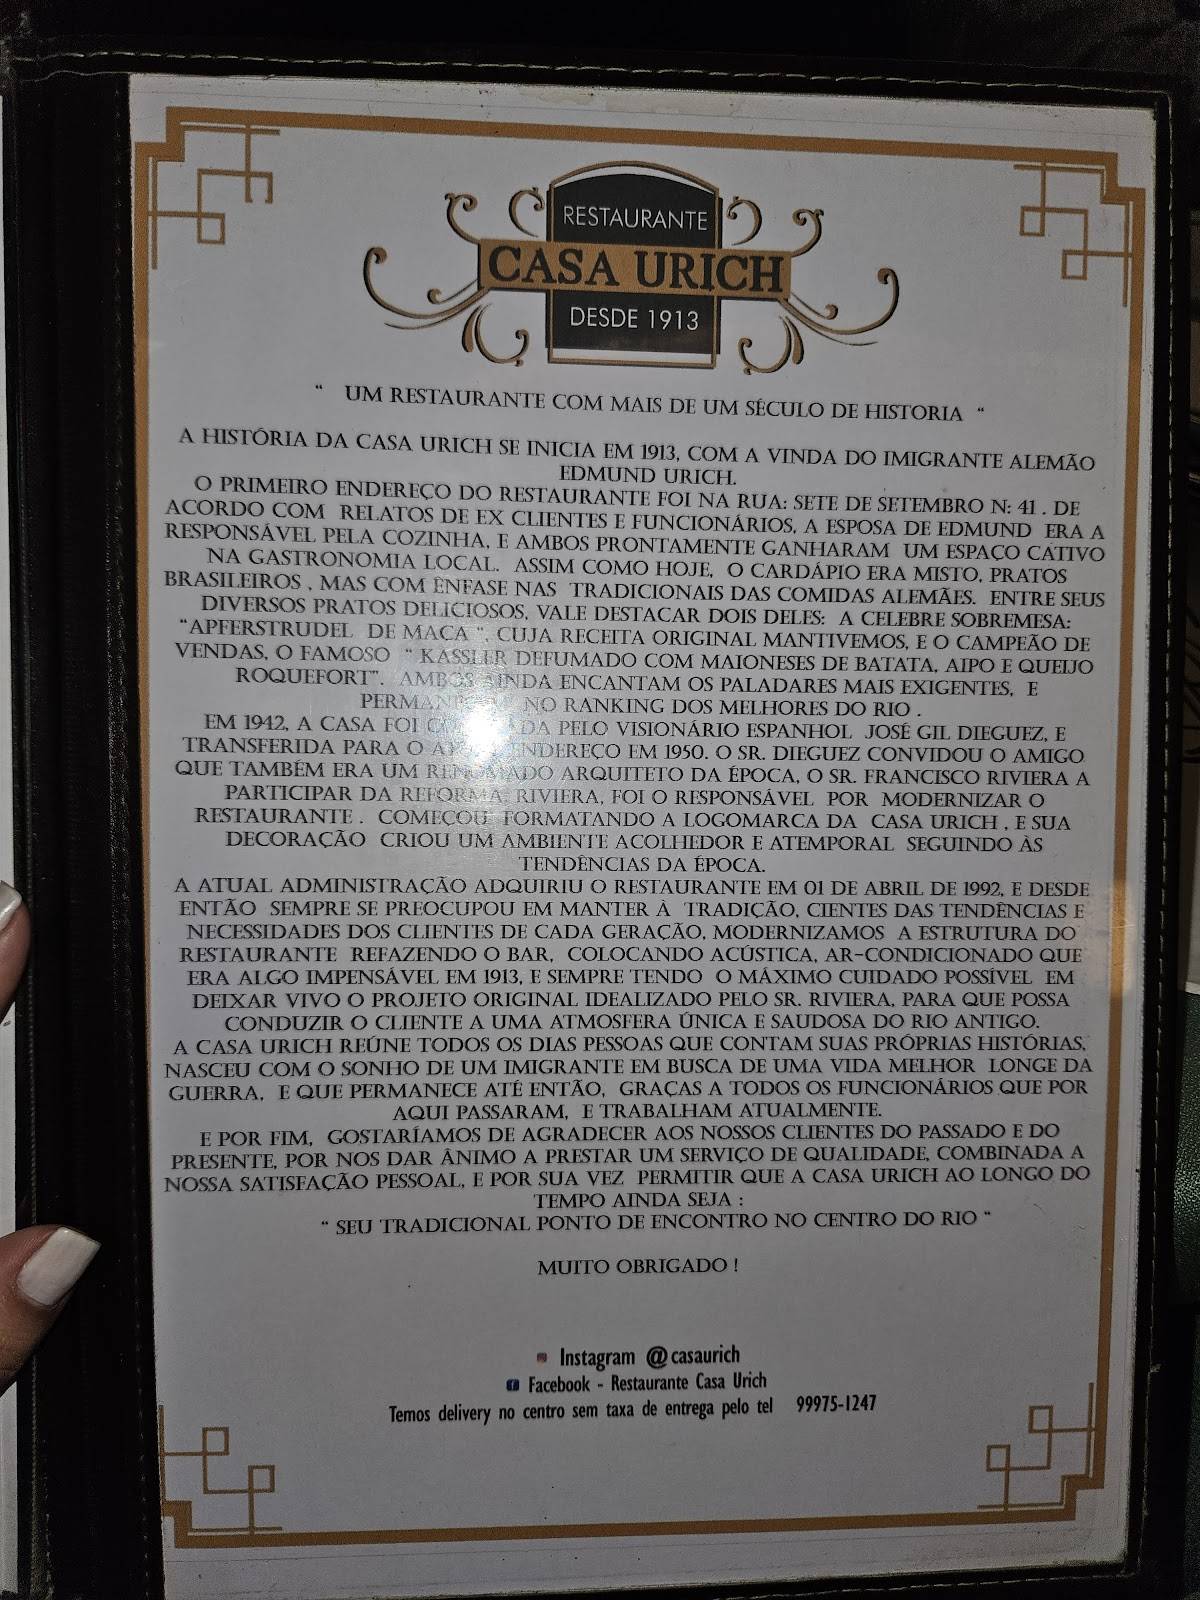 RESTAURANTE
CASA URICH
DESDE 1913
" UM RESTAURANTE COM MAIS DE UM SÉCULO DE HISTORIA "
A HISTÓRIA DA CASA URICH SE INICIA EM 1913, COM A VINDA DO IMIGRANTE ALEMÃO
EDMUND URICH.
O PRIMEIRO ENDEREÇO DO RESTAURANTE FOI NA RUA: SETE DE SETEMBRO N: 41 . DE
ACORDO COM RELATOS DE EX CLIENTES E FUNCIONÁRIOS, A ESPOSA DE EDMUND ERA A
RESPONSÁVEL PELA COZINHA, E AMBOS PRONTAMENTE GANHARAM UM ESPAÇO CATIVO
NA GASTRONOMIA LOCAL. ASSIM COMO HOJE, O CARDÁPIO ERA MISTO, PRATOS
BRASILEIROS , MAS COM ÊNFASE NAS TRADICIONAIS DAS COMIDAS ALEMÃES. ENTRE SEUS
DIVERSOS PRATOS DELICIOSOS, VALE DESTACAR DOIS DELES: A CELEBRE SOBREMESA:
"APFERSTRUDEL DE MAÇA ", CUJA RECEITA ORIGINAL MANTIVEMOS, E O CAMPEÃO DE
VENDAS, O FAMOSO " KASSLER DEFUMADO COM MAIONESES DE BATATA, AIPO E QUEIJO
ROQUEFORT". AMBOS AINDA ENCANTAM OS PALADARES MAIS EXIGENTES, E
NO RANKING DOS MELHORES DO RIO .
EM 1942, A CASA FOI PELO VISIONÁRIO ESPANHOL JOSÉ GIL DIEGUEZ, E
TRANSFERIDA PARA O ENDEREÇO EM 1950. O SR. DIEGUEZ CONVIDOU O AMIGO
QUE TAMBÉM ERA UM RENOMADO ARQUITETO DA ÉPOCA, O SR. FRANCISCO RIVIERA A
PARTICIPAR DA REFORMA, RIVIERA, FOI O RESPONSÁVEL POR MODERNIZAR O
RESTAURANTE . COMEÇOU FORMATANDO A LOGOMARCA DA CASA URICH , E SUA
DECORAÇÃO CRIOU UM AMBIENTE ACOLHEDOR E ATEMPORAL SEGUINDO ÀS
TENDÊNCIAS DA ÉPOCA.
A ATUAL ADMINISTRAÇÃO ADQUIRIU O RESTAURANTE EM 01 DE ABRIL DE 1992, E DESDE
ENTÃO SEMPRE SE PREOCUPOU EM MANTER À TRADIÇÃO, CIENTES DAS TENDÊNCIAS E
NECESSIDADES DOS CLIENTES DE CADA GERAÇÃO, MODERNIZAMOS A ESTRUTURA DO
RESTAURANTE REFAZENDO O BAR, COLOCANDO ACÚSTICA, AR-CONDICIONADO QUE
ERA ALGO IMPENSÁVEL EM 1913, E SEMPRE TENDO O MÁXIMO CUIDADO POSSÍVEL EM
DEIXAR VIVO O PROJETO ORIGINAL IDEALIZADO PELO SR. RIVIERA, PARA QUE POSSA
CONDUZIR O CLIENTE A UMA ATMOSFERA ÚNICA E SAUDOSA DO RIO ANTIGO.
A CASA URICH REÚNE TODOS OS DIAS PESSOAS QUE CONTAM SUAS PRÓPRIAS HISTÓRIAS,
NASCEU COM O SONHO DE UM IMIGRANTE EM BUSCA DE UMA VIDA MELHOR LONGE DA
GUERRA, E QUE PERMANECE ATÉ ENTÃO, GRAÇAS A TODOS OS FUNCIONÁRIOS QUE POR
AQUI PASSARAM, E TRABALHAM ATUALMENTE.
E POR FIM, GOSTARÍAMOS DE AGRADECER AOS NOSSOS CLIENTES DO PASSADO E DO
PRESENTE, POR NOS DAR ÂNIMO A PRESTAR UM SERVIÇO DE QUALIDADE, COMBINADA A
NOSSA SATISFAÇÃO PESSOAL, E POR SUA VEZ PERMITIR QUE A CASA URICH AO LONGO DO
TEMPO AINDA SEJA :
" SEU TRADICIONAL PONTO DE ENCONTRO NO CENTRO DO RIO "
MUITO OBRIGADO !
Instagram @casaurich
Facebook - Restaurante Casa Urich
Temos delivery no centro sem taxa de entrega pelo tel 99975-1247